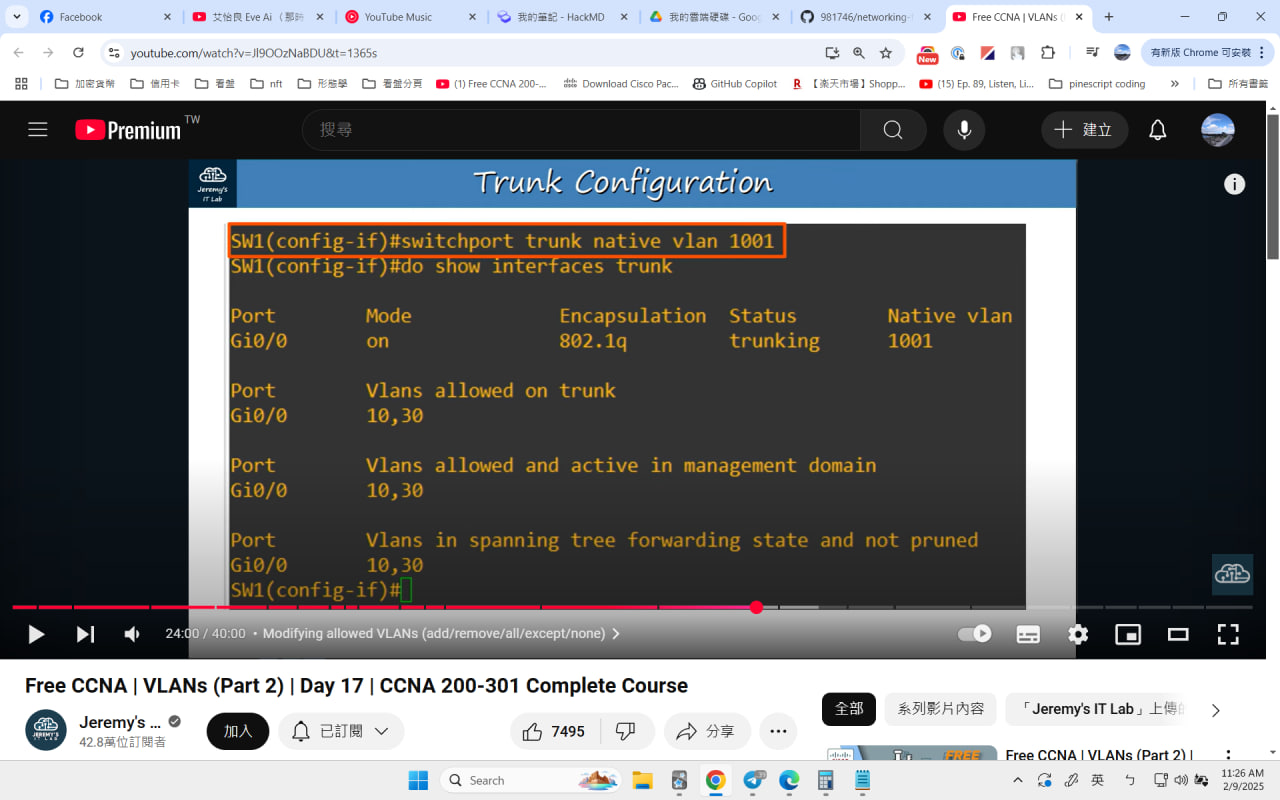 Facebook
艾怡良 Eve Ai （那時
YouTube Music
我的筆記 - HackMD
我的雲端硬碟 - Goog
981746/networking-
Free CCNA | VLANs (
youtube.com/watch?v=Jl9OOzNaBDU&t=1365s
New
有新版 Chrome 可安裝
加密貨幣
信用卡
看盤
nft
形態學
看盤分頁
(1) Free CCNA 200-...
Download Cisco Pac...
GitHub Copilot
【楽天市場】Shopp...
(15) Ep. 89, Listen, Li...
pinescript coding
»
所有書籤
Premium TW
搜尋
建立
Jeremy's
IT Lab
Trunk Configuration
SW1(config-if)#switchport trunk native vlan 1001
SW1(config-if)#do show interfaces trunk
Port Mode Encapsulation Status Native vlan
Gi0/0 on 802.1q trunking 1001
Port Vlans allowed on trunk
Gi0/0 10,30
Port Vlans allowed and active in management domain
Gi0/0 10,30
Port Vlans in spanning tree forwarding state and not pruned
Gi0/0 10,30
SW1(config-if)#
24:00 / 40:00 • Modifying allowed VLANs (add/remove/all/except/none)
Free CCNA | VLANs (Part 2) | Day 17 | CCNA 200-301 Complete Course
Jeremy's ...
42.8萬位訂閱者
加入
已訂閱
7495
分享
全部
系列影片內容
「Jeremy's IT Lab」上傳的
FREE
Free CCNA | VLANs (Part 2) |
Search
英
11:26 AM
2/9/2025